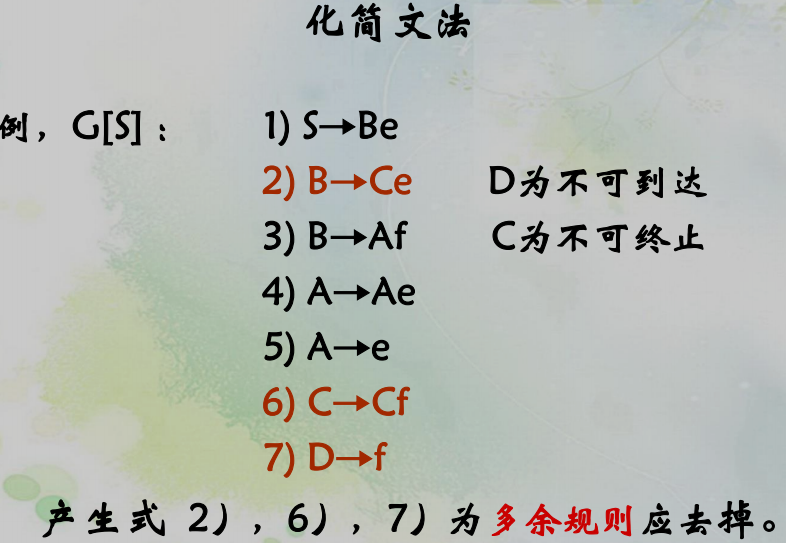 化简文法
例，G[S]： 1) S→Be
2) B→Ce D为不可到达
3) B→Af C为不可终止
4) A→Ae
5) A→e
6) C→Cf
7) D→f
产生式 2），6），7）为多余规则应去掉。